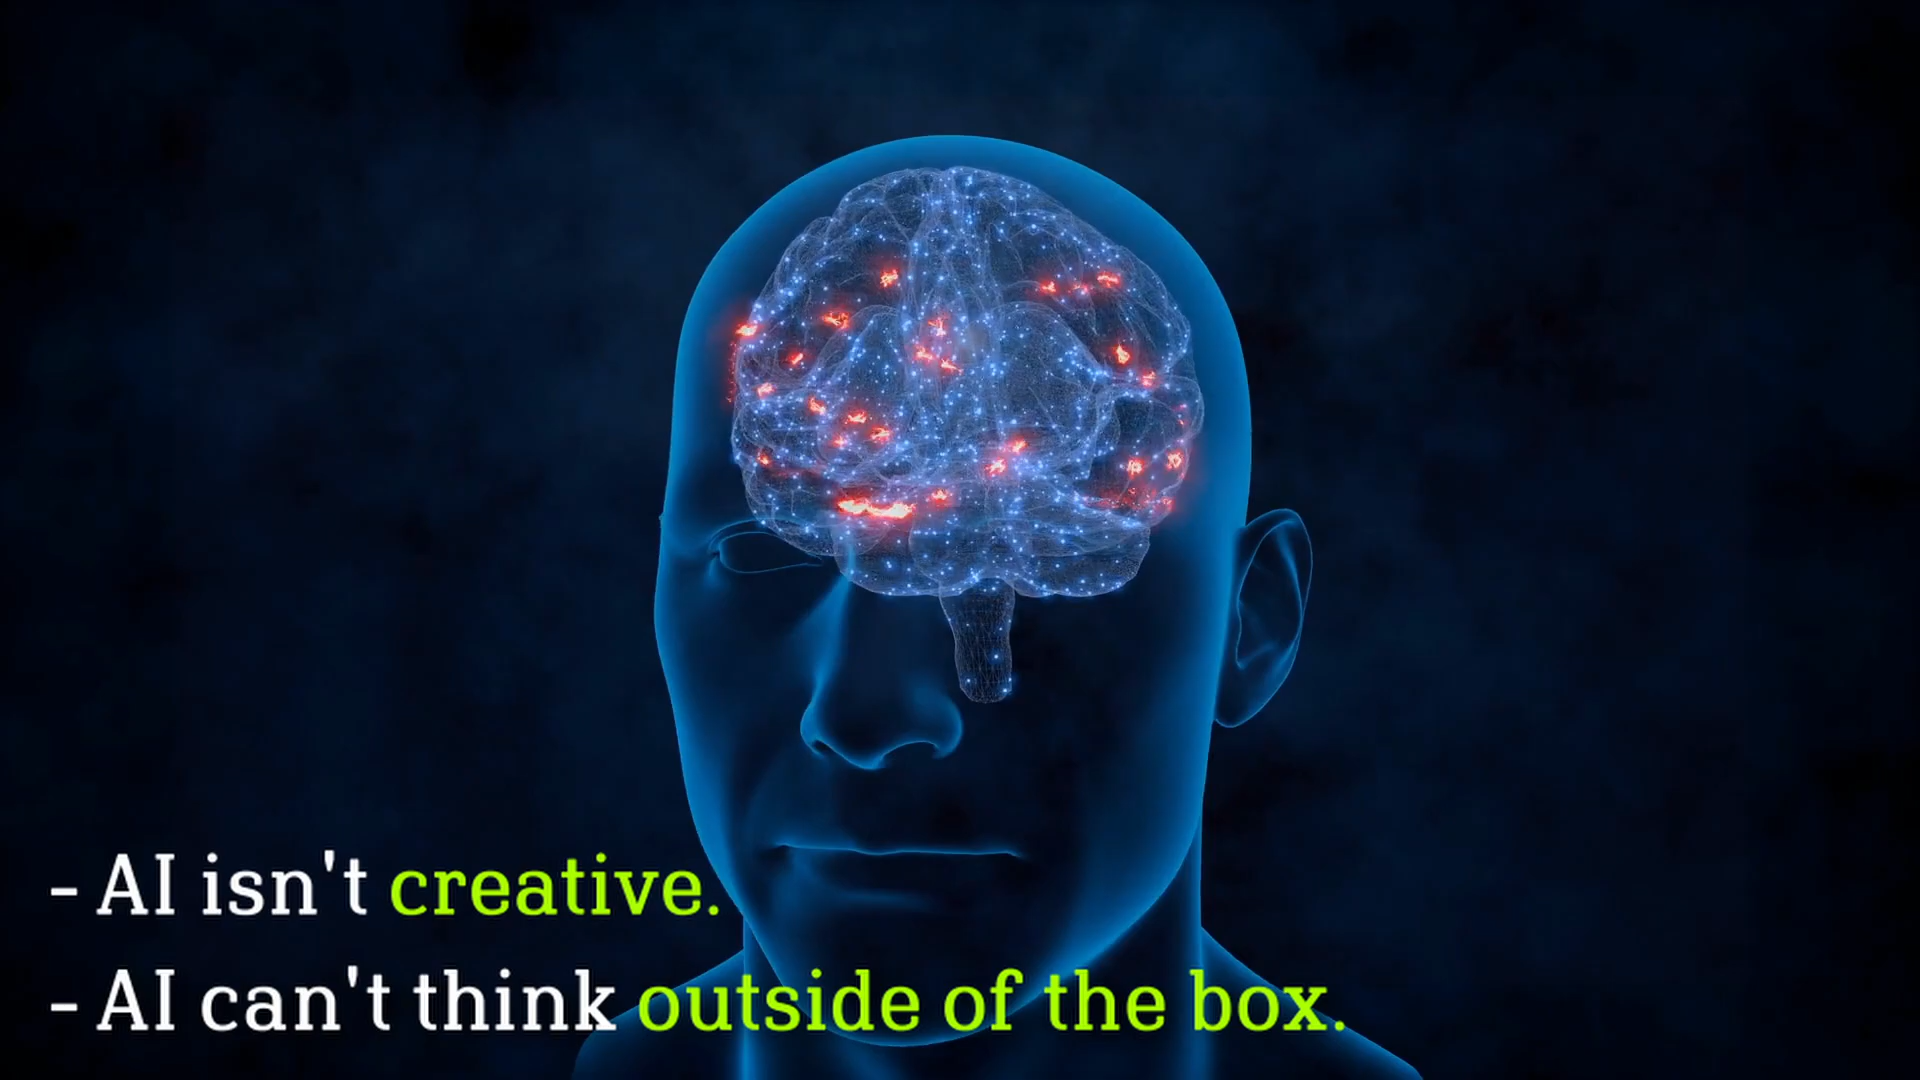 - AI isn't creative.
- AI can't think outside of the box.